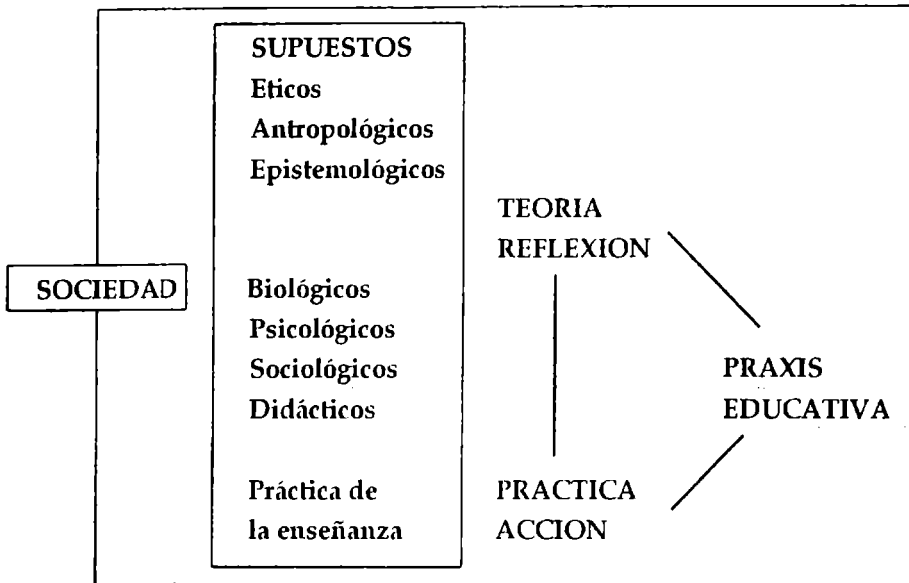 SUPUESTOS
Eticos
Antropológicos
Epistemológicos
TEORIA
REFLEXION
SOCIEDAD
Biológicos
Psicológicos
Sociológicos
Didácticos
PRAXIS
EDUCATIVA
Práctica de
la enseñanza
PRACTICA
ACCION